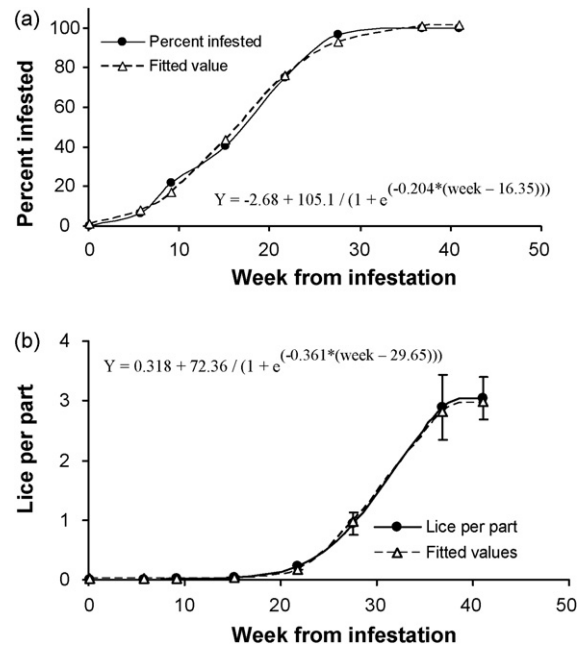 (a)
100
80
60
40
20
0
Percent infested
Percent infested
Fitted value
Y = -2.68 + 105.1 / (1 + e^(-0.204*(week – 16.35)))
0 10 20 30 40 50
Week from infestation
(b)
4
3
2
1
0
Lice per part
Y = 0.318 + 72.36 / (1 + e^(-0.361*(week – 29.65)))
Lice per part
Fitted values
0 10 20 30 40 50
Week from infestation